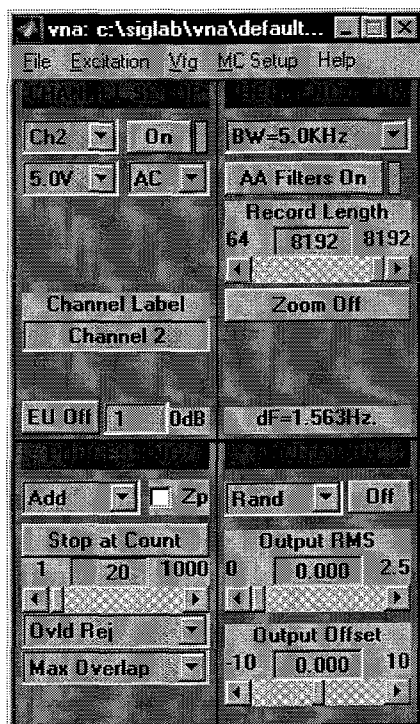 vna: c:\siglab\vna\default...
File Excitation Vfg MC Setup Help
Ch2 On
5.0V AC
Channel Label
Channel 2
EU Off 1 0dB
BW=5.0KHz
AA Filters On
Record Length
64 8192 8192
Zoom Off
dF=1.563Hz.
Add Zp
Stop at Count
1 20 1000
Ovld Rej
Max Overlap
Rand Off
Output RMS
0 0.000 2.5
Output Offset
-10 0.000 10